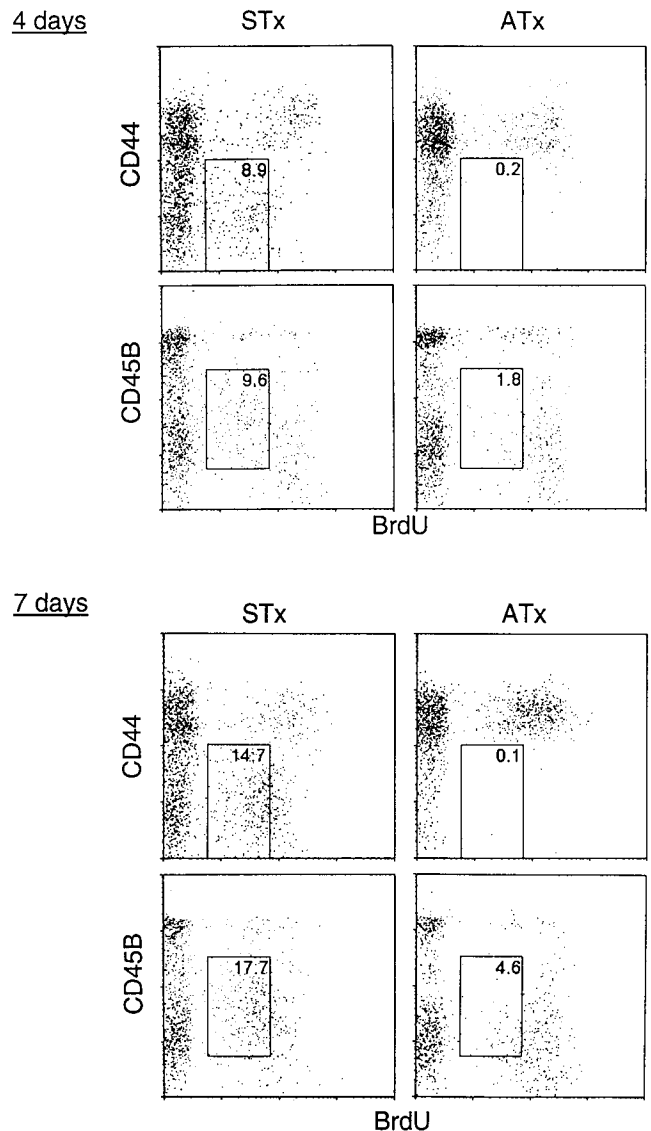 4 days
STx
ATx
CD44
8.9
0.2
CD45B
9.6
1.8
BrdU
7 days
STx
ATx
CD44
14.7
0.1
CD45B
17.7
4.6
BrdU